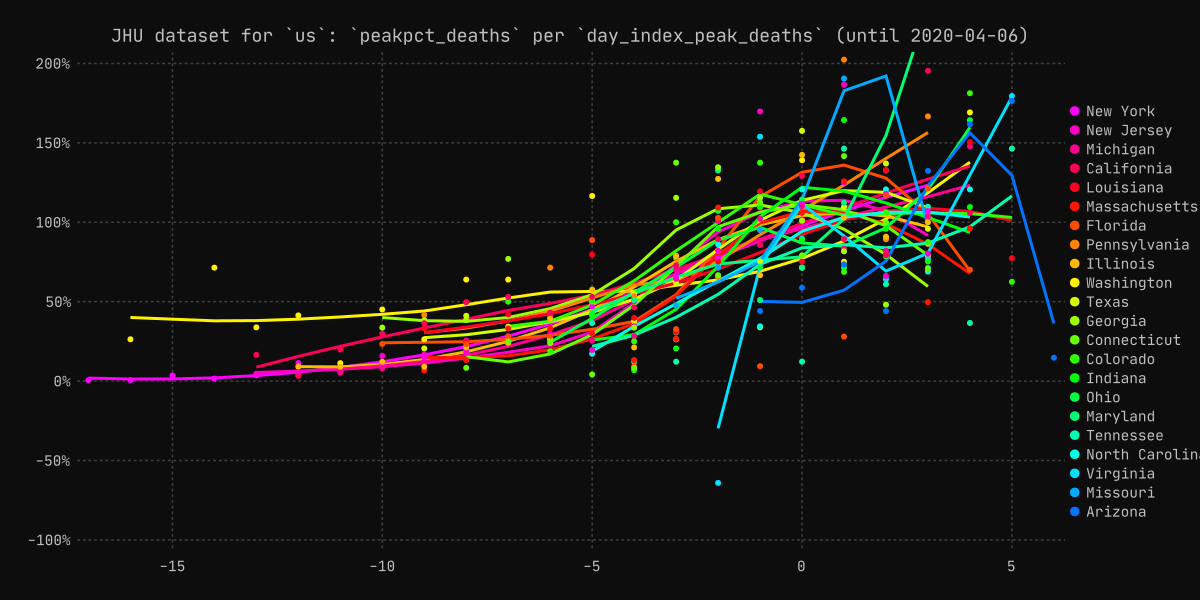 JHU dataset for `us`: `peakpct_deaths` per `day_index_peak_deaths` (until 2020-04-06)
200%
150%
100%
50%
0%
-50%
-100%
-15
-10
-5
0
5
New York
New Jersey
Michigan
California
Louisiana
Massachusetts
Florida
Pennsylvania
Illinois
Washington
Texas
Georgia
Connecticut
Colorado
Indiana
Ohio
Maryland
Tennessee
North Carolin
Virginia
Missouri
Arizona